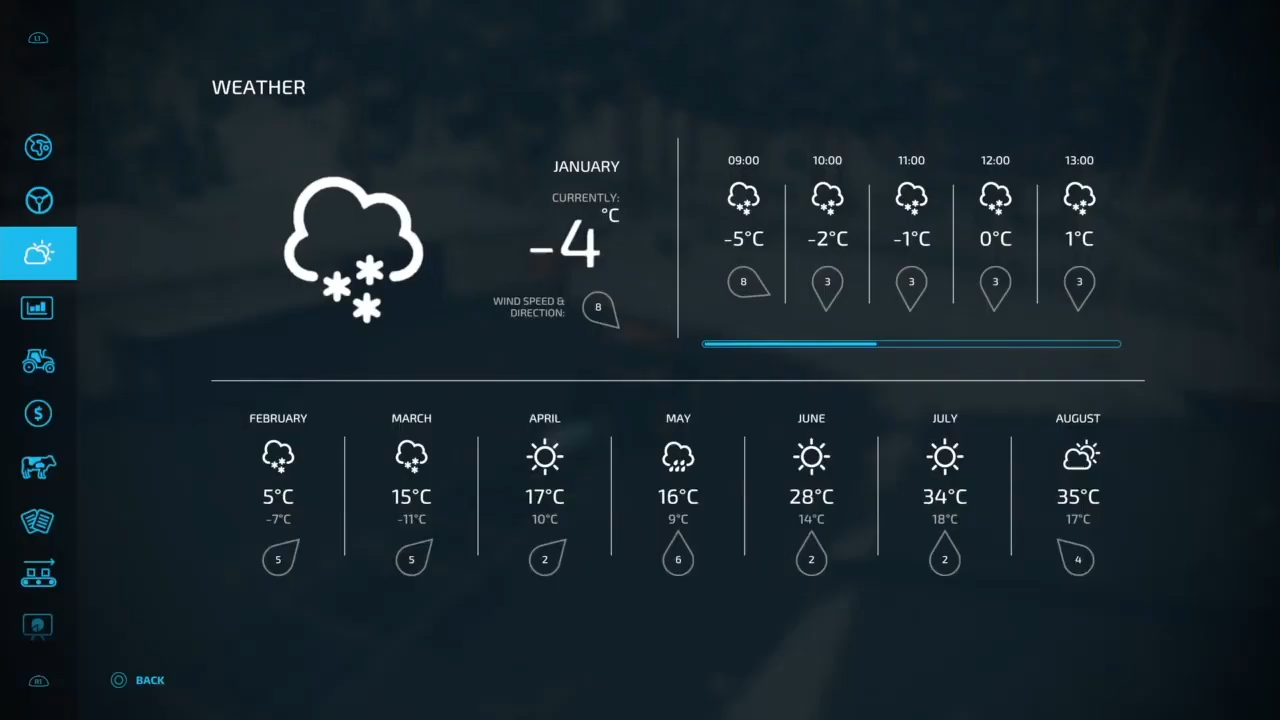 L1
WEATHER
JANUARY
CURRENTLY:
-4 °C
WIND SPEED &
DIRECTION:
8
09:00 10:00 11:00 12:00 13:00
-5°C -2°C -1°C 0°C 1°C
8 3 3 3 3
FEBRUARY MARCH APRIL MAY JUNE JULY AUGUST
5°C 15°C 17°C 16°C 28°C 34°C 35°C
-7°C -11°C 10°C 9°C 14°C 18°C 17°C
5 5 2 6 2 2 4
$
R1
BACK